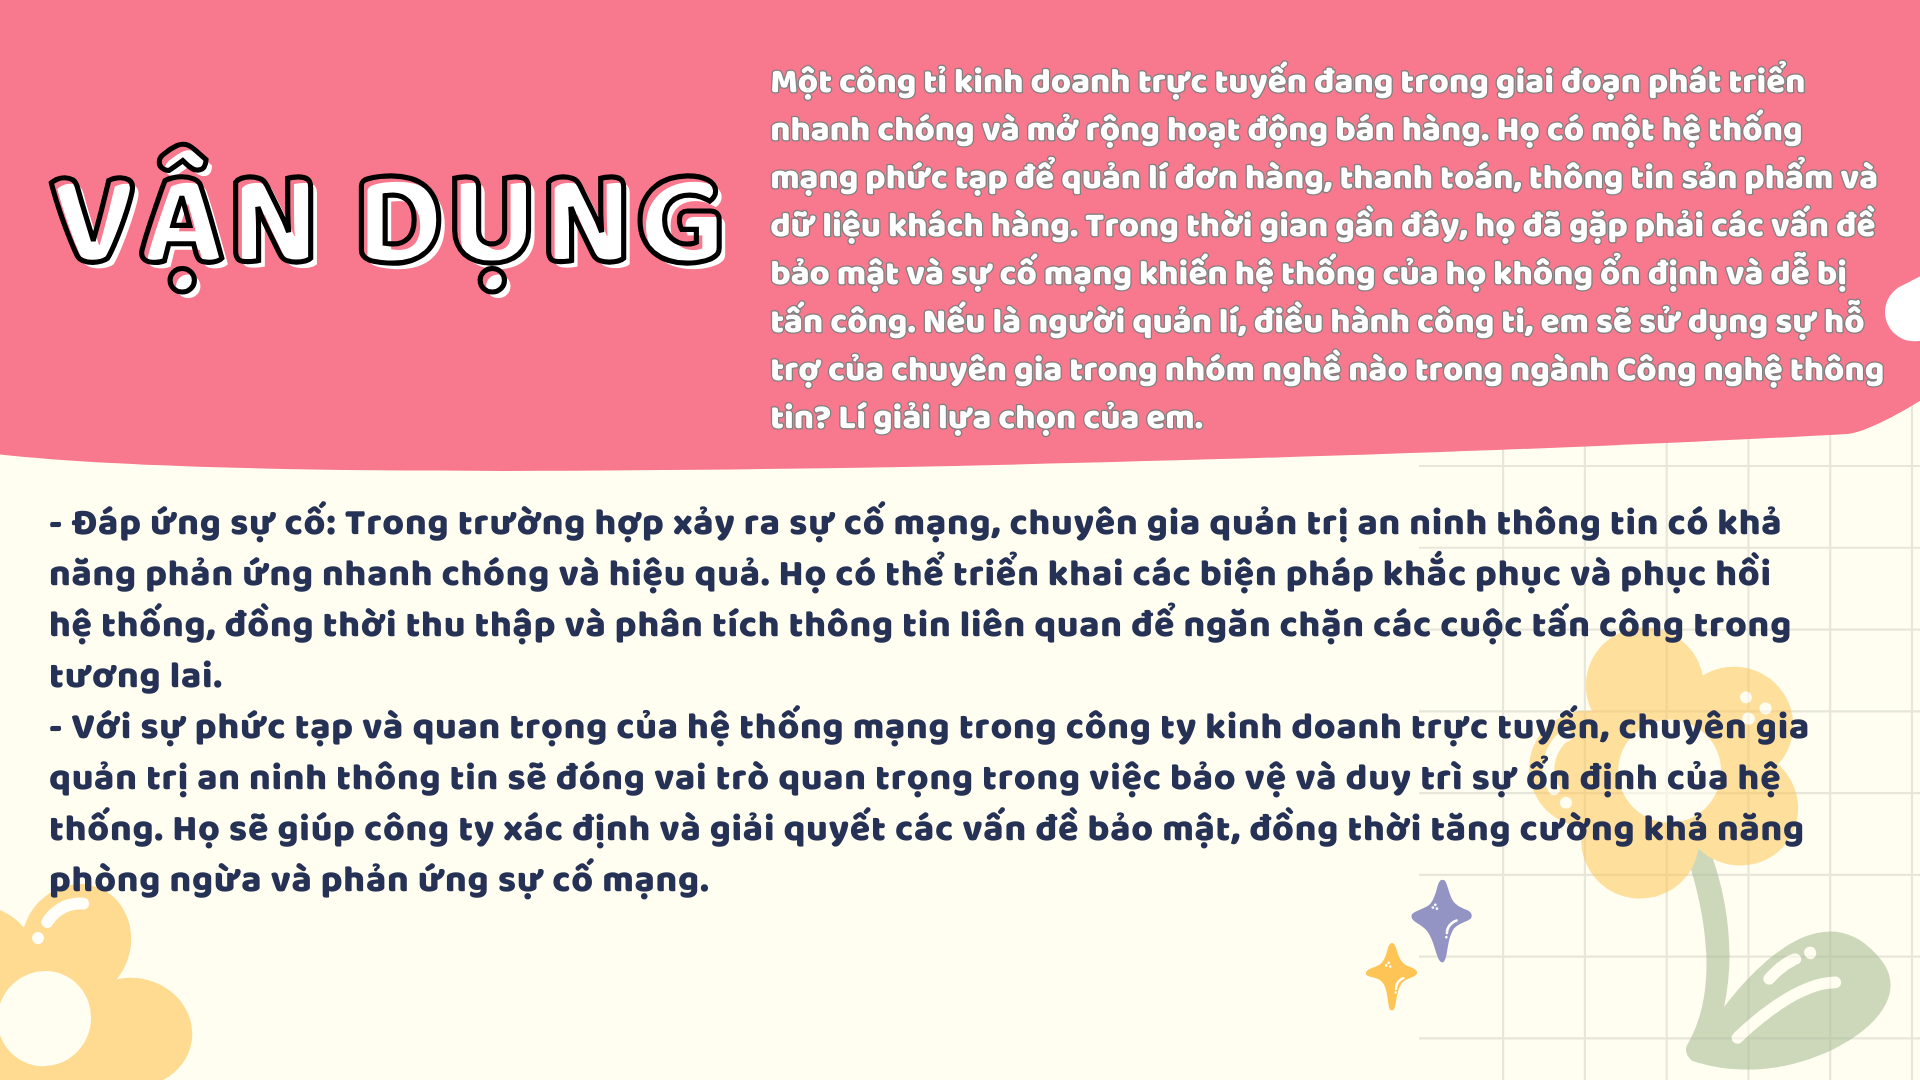 VẬN DỤNG
Một công tỉ kinh doanh trực tuyến đang trong giai đoạn phát triển
nhanh chóng và mở rộng hoạt động bán hàng. Họ có một hệ thống
mạng phức tạp để quản lí đơn hàng, thanh toán, thông tin sản phẩm và
dữ liệu khách hàng. Trong thời gian gần đây, họ đã gặp phải các vấn đề
bảo mật và sự cố mạng khiến hệ thống của họ không ổn định và dễ bị
tấn công. Nếu là người quản lí, điều hành công ti, em sẽ sử dụng sự hỗ
trợ của chuyên gia trong nhóm nghề nào trong ngành Công nghệ thông
tin? Lí giải lựa chọn của em.
- Đáp ứng sự cố: Trong trường hợp xảy ra sự cố mạng, chuyên gia quản trị an ninh thông tin có khả
năng phản ứng nhanh chóng và hiệu quả. Họ có thể triển khai các biện pháp khắc phục và phục hồi
hệ thống, đồng thời thu thập và phân tích thông tin liên quan để ngăn chặn các cuộc tấn công trong
tương lai.
- Với sự phức tạp và quan trọng của hệ thống mạng trong công ty kinh doanh trực tuyến, chuyên gia
quản trị an ninh thông tin sẽ đóng vai trò quan trọng trong việc bảo vệ và duy trì sự ổn định của hệ
thống. Họ sẽ giúp công ty xác định và giải quyết các vấn đề bảo mật, đồng thời tăng cường khả năng
phòng ngừa và phản ứng sự cố mạng.